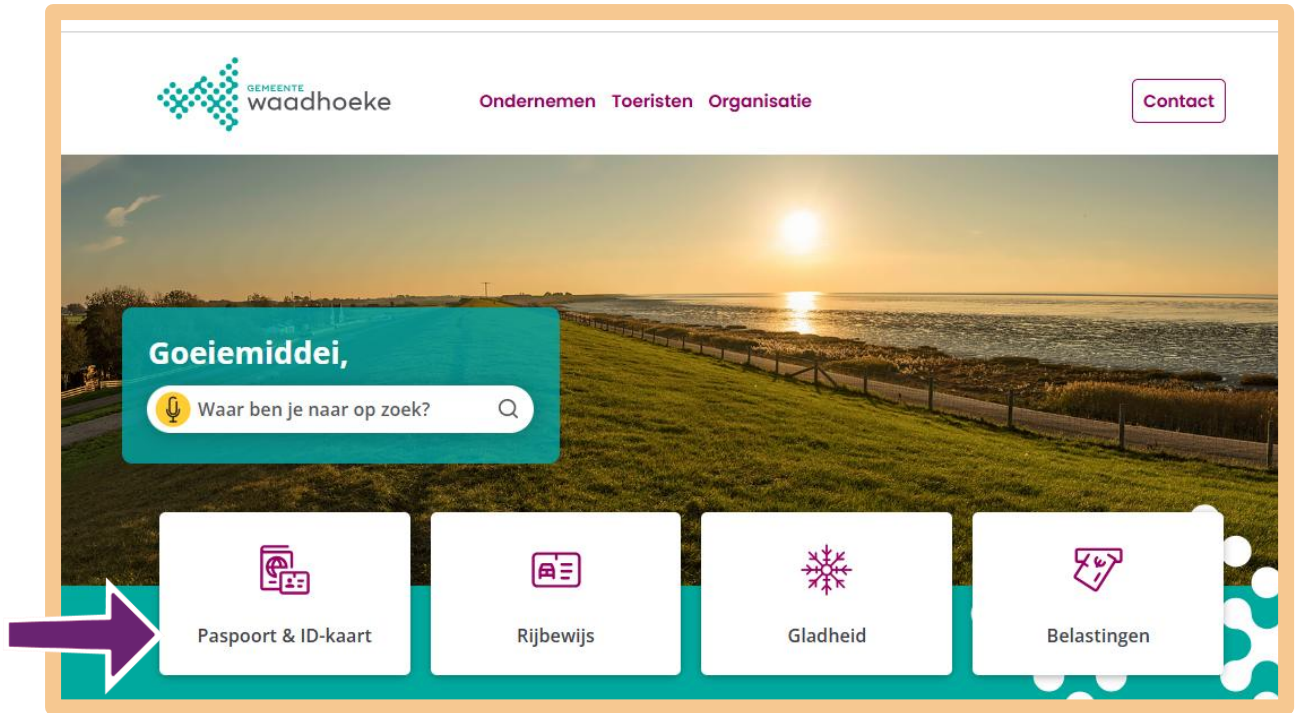 GEMEENTE
waadhoeke
Ondernemen Toeristen Organisatie
Contact
Goeiemiddei,
Waar ben je naar op zoek?
Paspoort & ID-kaart
Rijbewijs
Gladheid
Belastingen